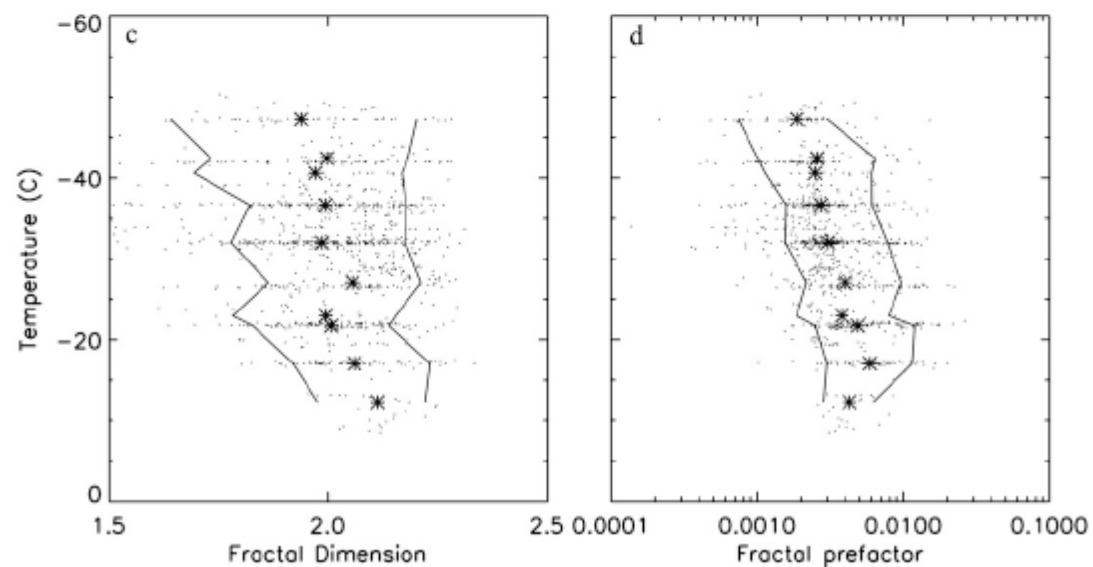 -60
c
d
-40
Temperature (C)
-20
0
1.5 2.0 2.5 0.0001 0.0010 0.0100 0.1000
Fractal Dimension Fractal prefactor